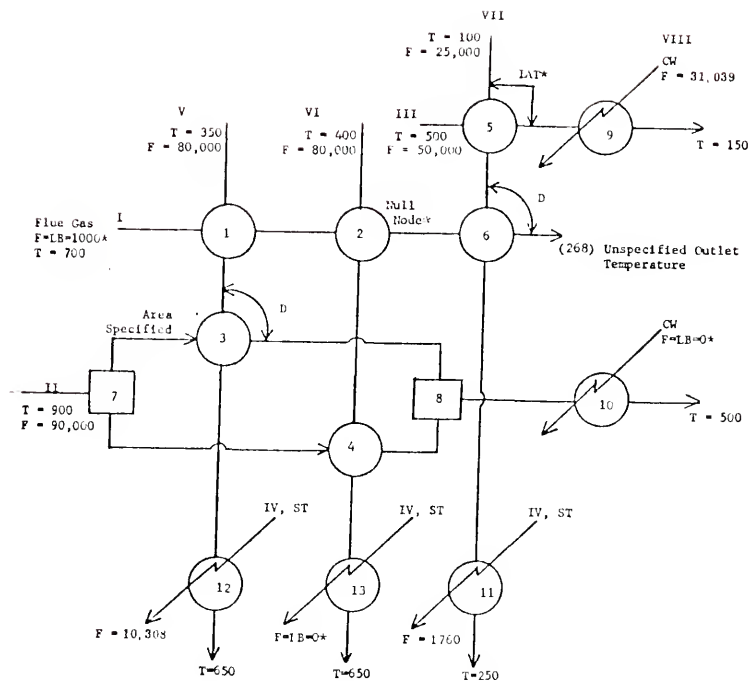 VII
T = 100
F = 25,000
LAT*
VIII
CW
F = 31,039
V
T = 350
F = 80,000
VI
T = 400
F = 80,000
III
T = 500
F = 50,000
5
9
T = 150
Flue Gas
F=LB=1000*
T = 700
I
1
2
Null
Node*
6
D
(268) Unspecified Outlet
Temperature
Area
Specified
D
3
CW
F=LB=0*
II
T = 900
F = 90,000
7
8
10
T = 500
4
IV, ST
IV, ST
IV, ST
12
13
11
F = 10,308
F=LB=0*
F = 1760
T=650
T=650
T=250